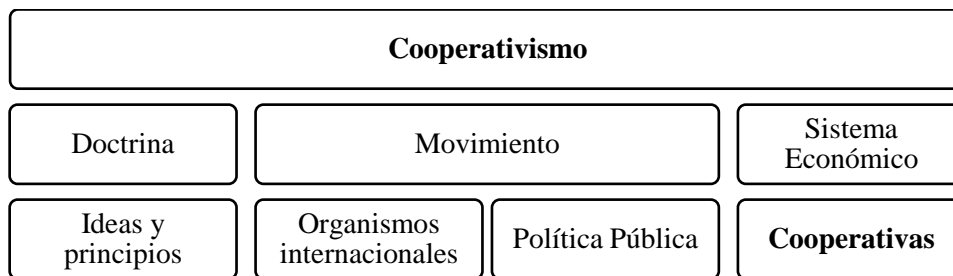 Cooperativismo
Doctrina
Movimiento
Sistema
Económico
Ideas y
principios
Organismos
internacionales
Política Pública
Cooperativas